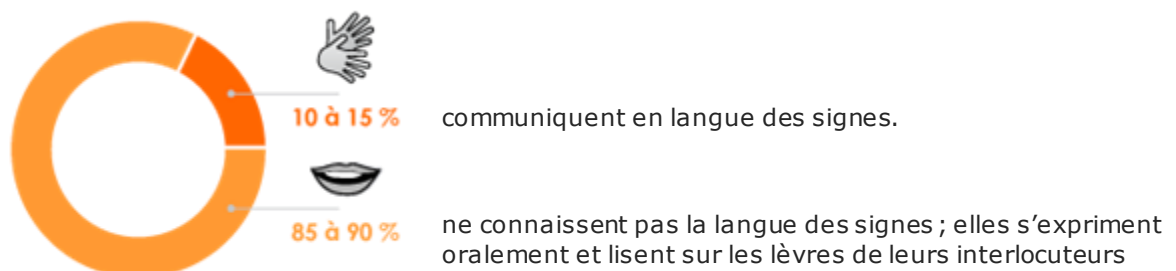 10 à 15 %
communiquent en langue des signes.
85 à 90 %
ne connaissent pas la langue des signes ; elles s’expriment
oralement et lisent sur les lèvres de leurs interlocuteurs